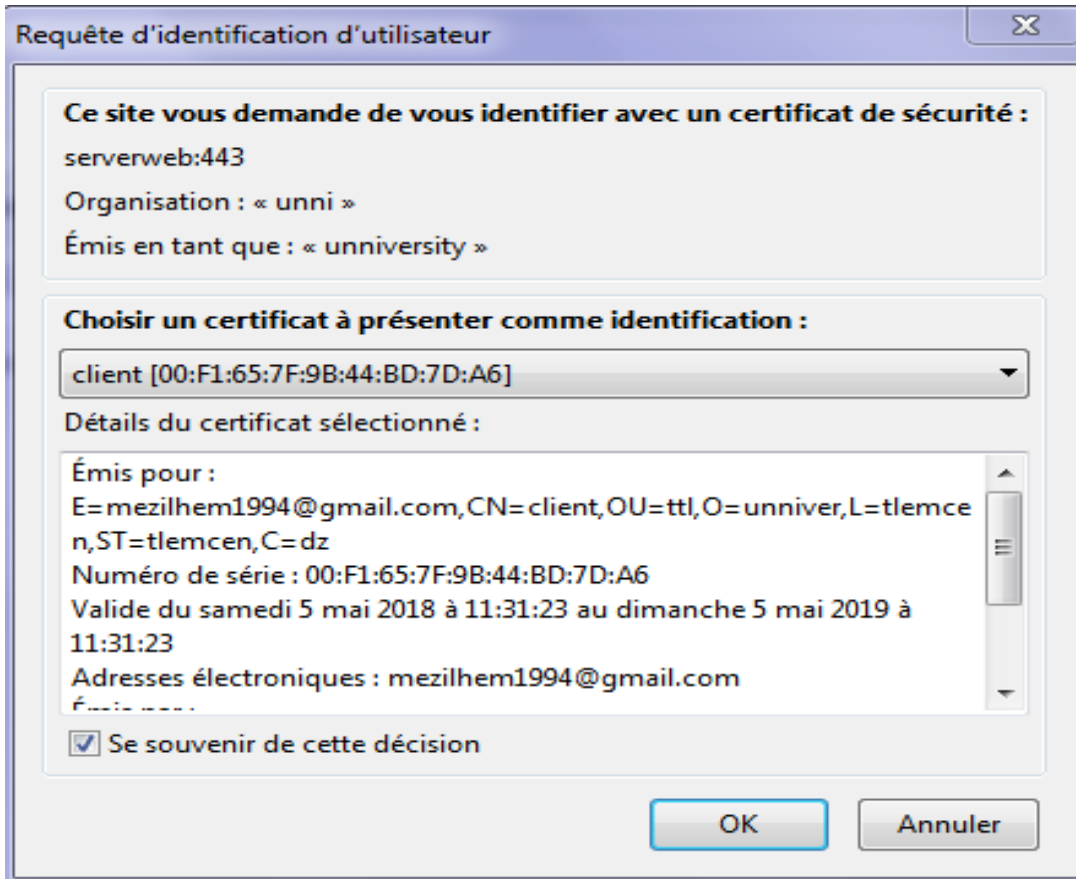 Requête d'identification d'utilisateur
Ce site vous demande de vous identifier avec un certificat de sécurité :
serverweb:443
Organisation : « unni »
Émis en tant que : « unniversity »
Choisir un certificat à présenter comme identification :
client [00:F1:65:7F:9B:44:BD:7D:A6]
Détails du certificat sélectionné :
Émis pour :
E=mezilhem1994@gmail.com,CN=client,OU=ttl,O=unniver,L=tlemce
n,ST=tlemcen,C=dz
Numéro de série : 00:F1:65:7F:9B:44:BD:7D:A6
Valide du samedi 5 mai 2018 à 11:31:23 au dimanche 5 mai 2019 à
11:31:23
Adresses électroniques : mezilhem1994@gmail.com
Émis par :
Se souvenir de cette décision
OK
Annuler